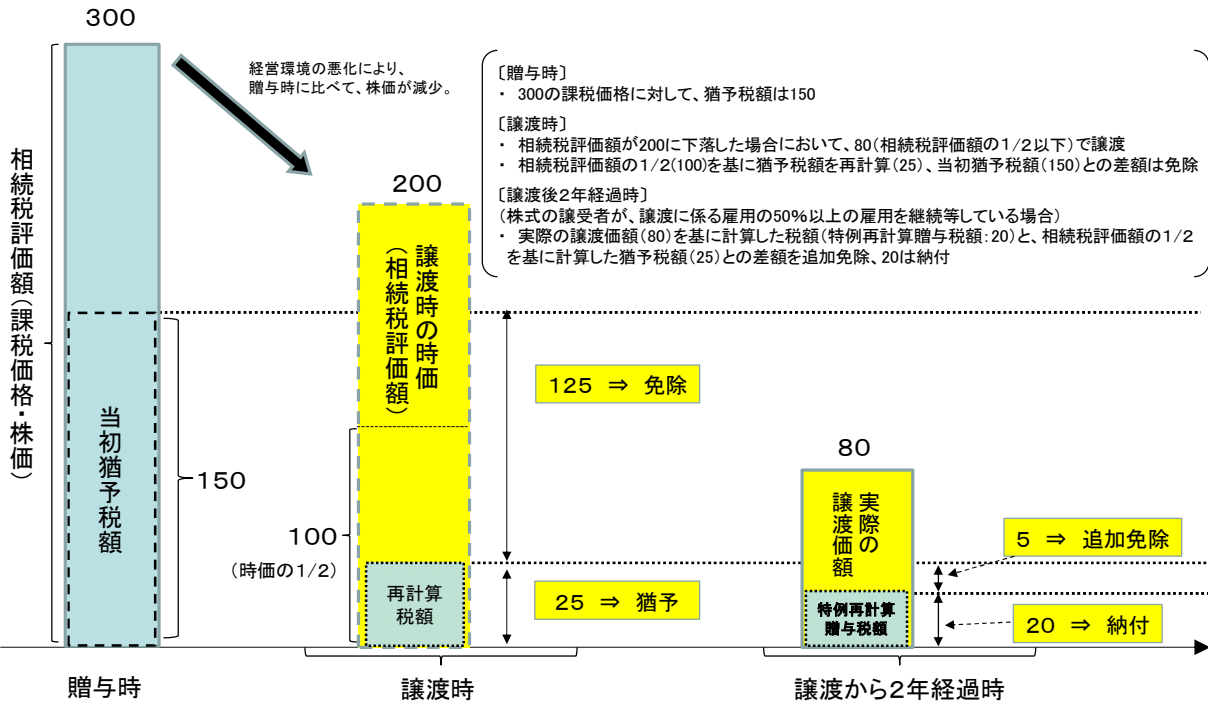 300
経営環境の悪化により、
贈与時に比べて、株価が減少。
〔贈与時〕
・ 300の課税価格に対して、猶予税額は150
〔譲渡時〕
・ 相続税評価額が200に下落した場合において、80(相続税評価額の1/2以下)で譲渡
・ 相続税評価額の1/2(100)を基に猶予税額を再計算(25)、当初猶予税額(150)との差額は免除
〔譲渡後2年経過時〕
(株式の譲受者が、譲渡に係る雇用の50%以上の雇用を継続等している場合)
・ 実際の譲渡価額(80)を基に計算した税額(特例再計算贈与税額:20)と、相続税評価額の1/2
を基に計算した猶予税額(25)との差額を追加免除、20は納付
相続税評価額(課税価格・株価)
当初猶予税額
150
200
譲渡時の時価
(相続税評価額)
100
(時価の1/2)
再計算
税額
125 ⇒ 免除
25 ⇒ 猶予
80
実際の
譲渡価額
特例再計算
贈与税額
5 ⇒ 追加免除
20 ⇒ 納付
贈与時
譲渡時
譲渡から2年経過時